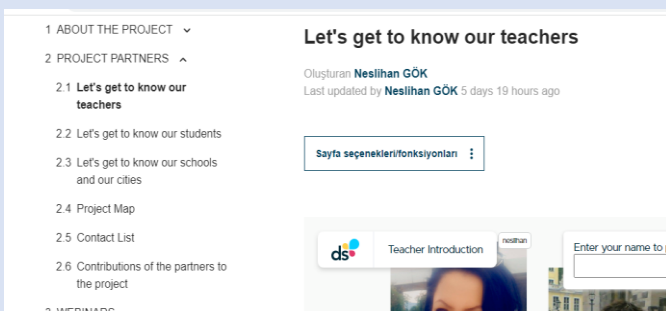 1 ABOUT THE PROJECT
2 PROJECT PARTNERS
2.1 Let's get to know our
teachers
2.2 Let's get to know our students
2.3 Let's get to know our schools
and our cities
2.4 Project Map
2.5 Contact List
2.6 Contributions of the partners to
the project
3 WEBINARS
Let's get to know our teachers
Oluşturan Neslihan GÖK
Last updated by Neslihan GÖK 5 days 19 hours ago
Sayfa seçenekleri/fonksiyonları
ds
Teacher Introduction
neslihan
Enter your name to